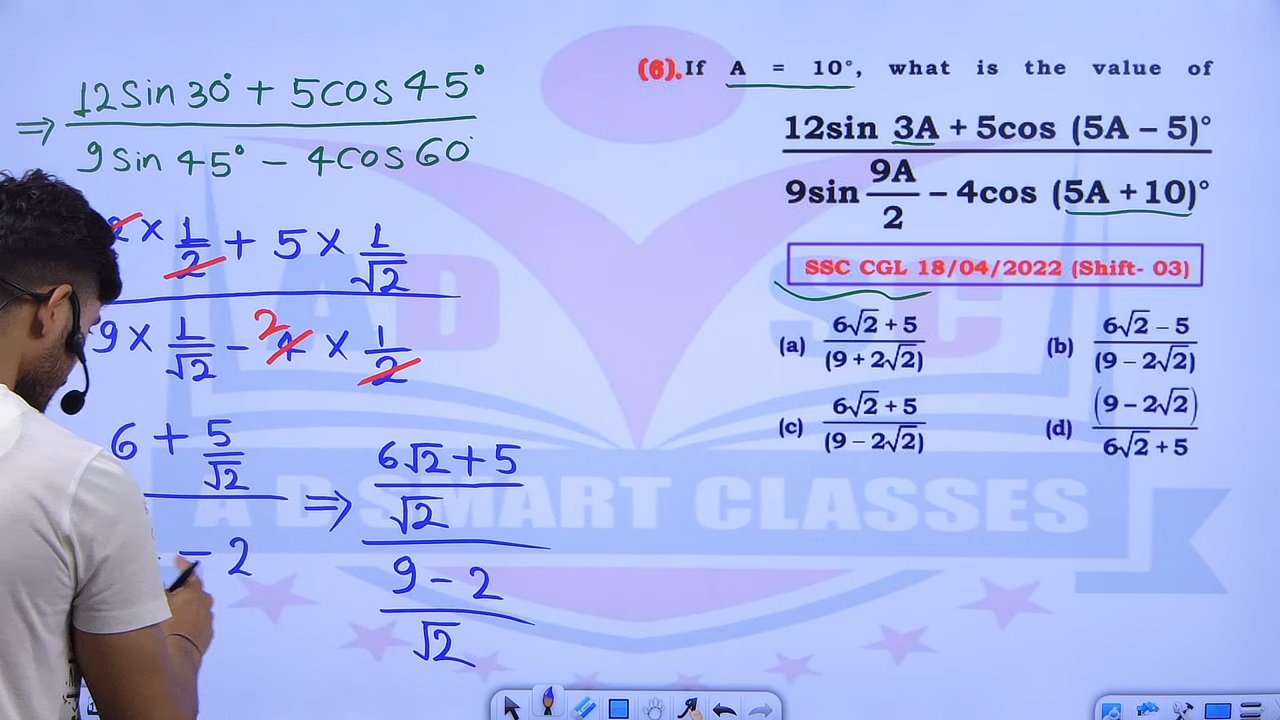 ⇒ 12 Sin 30° + 5 cos 45° / 9 Sin 45° − 4 cos 60°
2 × 1/2 + 5 × 1/√2
9 × 1/√2 − 2 4 × 1/2
6 + 5/√2 ⇒ 6√2 + 5 / √2
− 2
9 − 2 / √2
(6). If A = 10°, what is the value of
12sin 3A + 5cos (5A − 5)°
9sin 9A/2 − 4cos (5A + 10)°
SSC CGL 18/04/2022 (Shift- 03)
(a) 6√2 + 5 / (9 + 2√2)
(b) 6√2 − 5 / (9 − 2√2)
(c) 6√2 + 5 / (9 − 2√2)
(d) (9 − 2√2) / 6√2 + 5
A D SC
A D SMART CLASSES